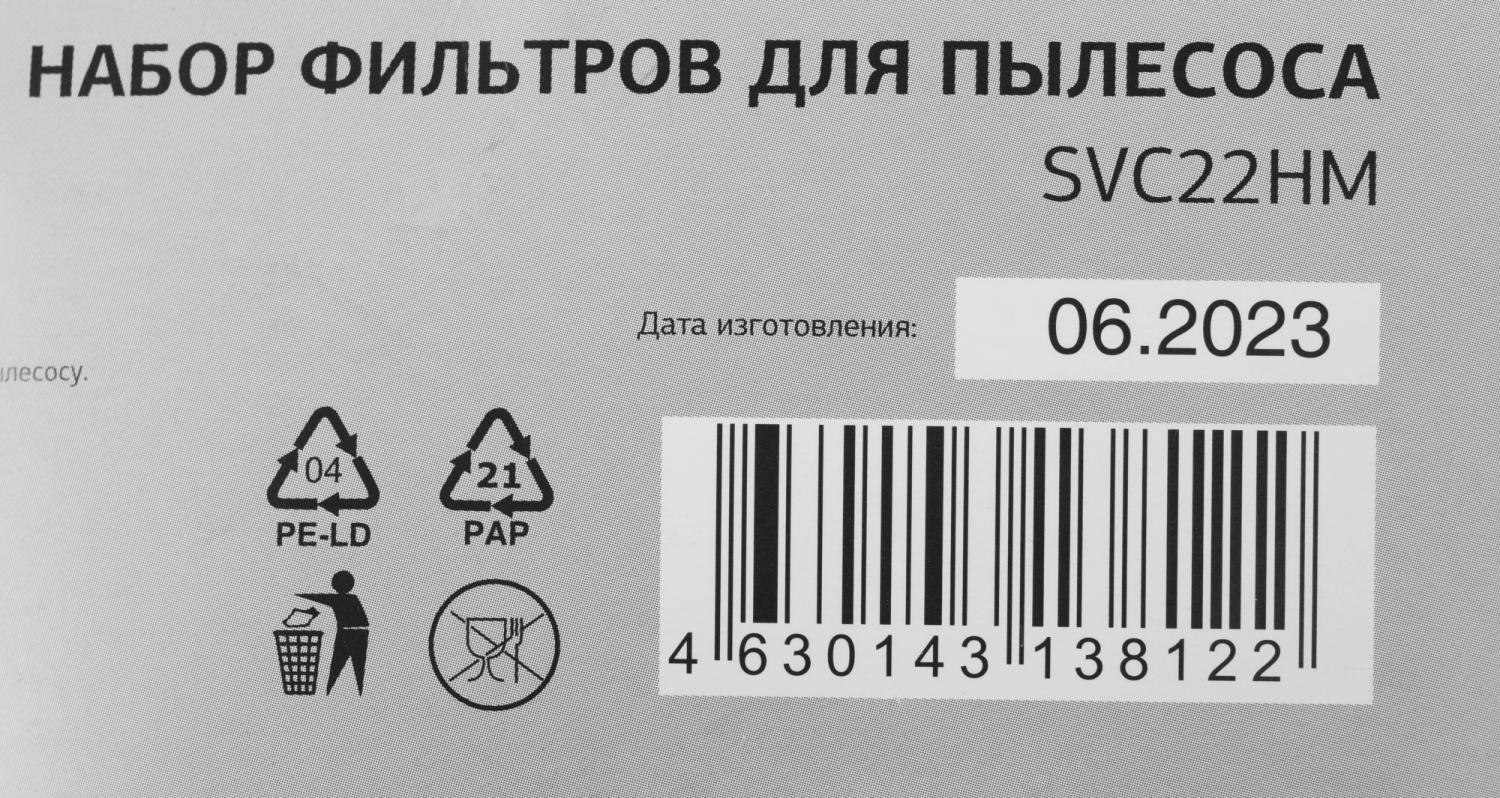 НАБОР ФИЛЬТРОВ ДЛЯ ПЫЛЕСОСА
SVC22HM
Дата изготовления: 06.2023
04
PE-LD
21
PAP
4 630143 138122